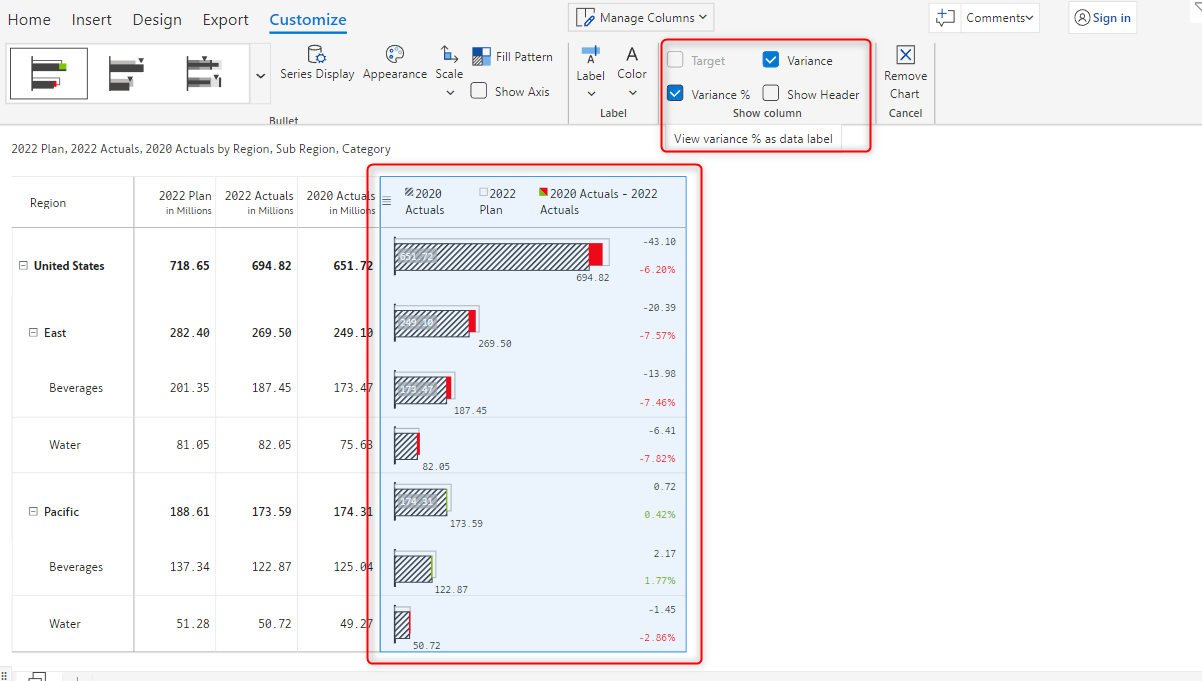 Home Insert Design Export Customize
Manage Columns
Comments
Sign in
Series Display
Appearance
Scale
Fill Pattern
Show Axis
Bullet
Label
Color
Label
Target
Variance
Variance %
Show Header
Show column
View variance % as data label
Remove
Chart
Cancel
2022 Plan, 2022 Actuals, 2020 Actuals by Region, Sub Region, Category
Region
2022 Plan
in Millions
2022 Actuals
in Millions
2020 Actuals
in Millions
2020
Actuals
2022
Plan
2020 Actuals - 2022
Actuals
United States 718.65 694.82 651.72
651.72
694.82
-43.10
-6.20%
East 282.40 269.50 249.10
249.10
269.50
-20.39
-7.57%
Beverages 201.35 187.45 173.47
173.47
187.45
-13.98
-7.46%
Water 81.05 82.05 75.63
82.05
-6.41
-7.82%
Pacific 188.61 173.59 174.31
174.31
173.59
0.72
0.42%
Beverages 137.34 122.87 125.04
122.87
2.17
1.77%
Water 51.28 50.72 49.27
50.72
-1.45
-2.86%